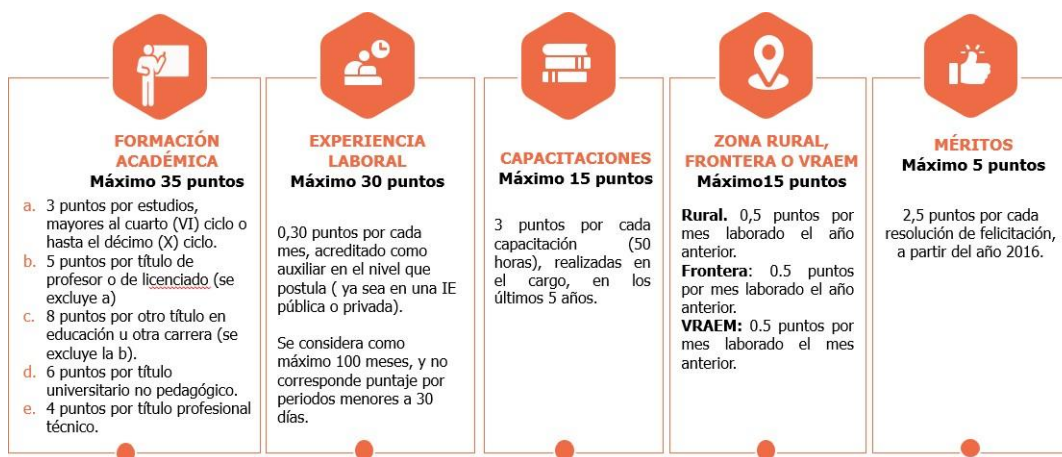 FORMACIÓN
ACADÉMICA
Máximo 35 puntos
a. 3 puntos por estudios,
mayores al cuarto (VI) ciclo o
hasta el décimo (X) ciclo.
b. 5 puntos por título de
profesor o de licenciado (se
excluye a)
c. 8 puntos por otro título en
educación u otra carrera (se
excluye la b).
d. 6 puntos por título
universitario no pedagógico.
e. 4 puntos por título profesional
técnico.
EXPERIENCIA
LABORAL
Máximo 30 puntos
0,30 puntos por cada
mes, acreditado como
auxiliar en el nivel que
postula ( ya sea en una IE
pública o privada).
Se considera como
máximo 100 meses, y no
corresponde puntaje por
periodos menores a 30
días.
CAPACITACIONES
Máximo 15 puntos
3 puntos por cada
capacitación (50
horas), realizadas en
el cargo, en los
últimos 5 años.
ZONA RURAL,
FRONTERA O VRAEM
Máximo15 puntos
Rural. 0,5 puntos por
mes laborado el año
anterior.
Frontera: 0.5 puntos
por mes laborado el año
anterior.
VRAEM: 0.5 puntos por
mes laborado el mes
anterior.
MÉRITOS
Máximo 5 puntos
2,5 puntos por cada
resolución de felicitación,
a partir del año 2016.